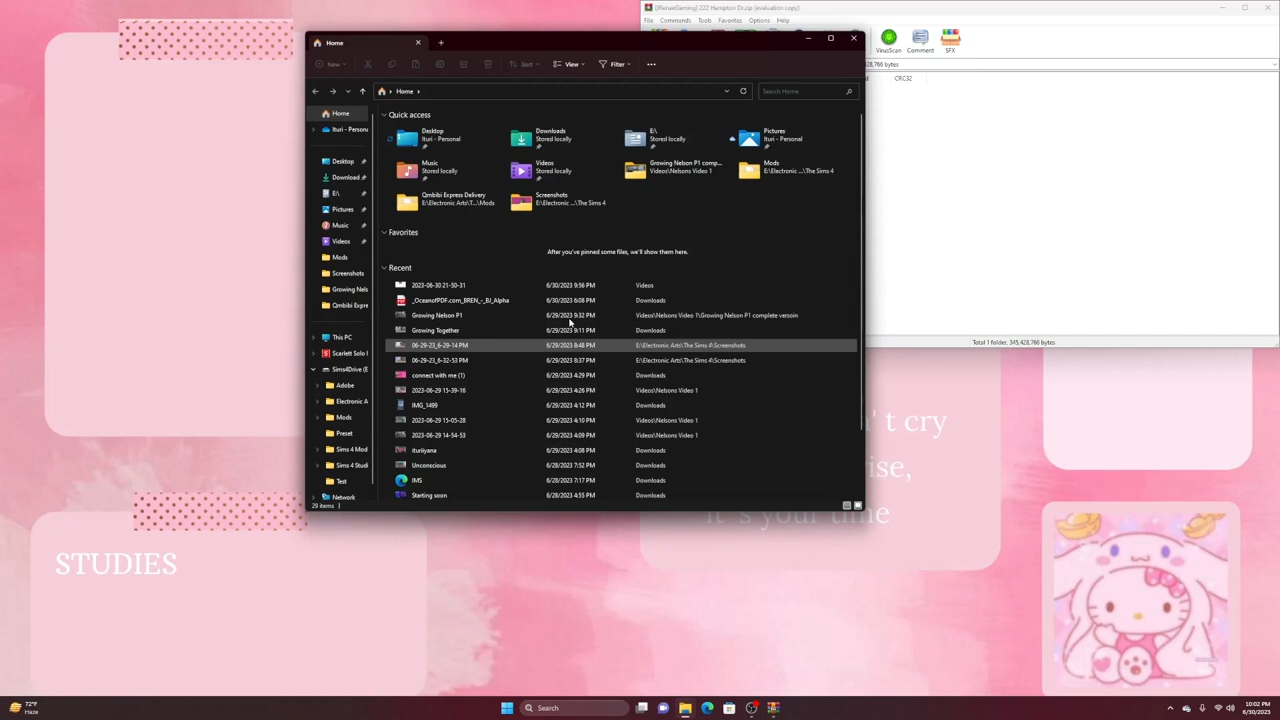 [JRenaeGaming] 222 Hampton Dr.zip (evaluation copy)
File Commands Tools Favorites Options Help
VirusScan Comment SFX
28,766 bytes
CRC32
Total 1 folder, 345,428,766 bytes
Home
New Sort View Filter
Home
Search Home
Home
Ituri - Persona
Desktop
Download
E:\
Pictures
Music
Videos
Mods
Screenshots
Growing Nels
Qmbibi Expre
This PC
Scarlett Solo
Sims4Drive (E
Adobe
Electronic A
Mods
Preset
Sims 4 Mod
Sims 4 Studi
Test
Network
29 items
Quick access
Desktop
Ituri - Personal
Downloads
Stored locally
E:\
Stored locally
Pictures
Ituri - Personal
Music
Stored locally
Videos
Stored locally
Growing Nelson P1 comp...
Videos\Nelsons Video 1
Mods
E:\Electronic ...\The Sims 4
Qmbibi Express Delivery
E:\Electronic Arts\T...\Mods
Screenshots
E:\Electronic ...\The Sims 4
Favorites
After you've pinned some files, we'll show them here.
Recent
2023-06-30 21-50-31 6/30/2023 9:56 PM Videos
_OceanofPDF.com_BREN_-_BJ_Alpha 6/30/2023 6:08 PM Downloads
Growing Nelson P1 6/29/2023 9:32 PM Videos\Nelsons Video 1\Growing Nelson P1 complete versoin
Growing Together 6/29/2023 9:11 PM Downloads
06-29-23_6-29-14 PM 6/29/2023 8:48 PM E:\Electronic Arts\The Sims 4\Screenshots
06-29-23_6-32-53 PM 6/29/2023 8:37 PM E:\Electronic Arts\The Sims 4\Screenshots
connect with me (1) 6/29/2023 4:29 PM Downloads
2023-06-29 15-39-16 6/29/2023 4:26 PM Videos\Nelsons Video 1
IMG_1499 6/29/2023 4:12 PM Downloads
2023-06-29 15-05-28 6/29/2023 4:10 PM Videos\Nelsons Video 1
2023-06-29 14-54-53 6/29/2023 4:09 PM Videos\Nelsons Video 1
ituriiyana 6/29/2023 4:08 PM Downloads
Unconscious 6/28/2023 7:52 PM Downloads
IMS 6/28/2023 7:17 PM Downloads
Starting soon 6/28/2023 4:55 PM Downloads
n't cry
ise,
it's your time
STUDIES
72°F
Haze
Search
10:02 PM
6/30/2023